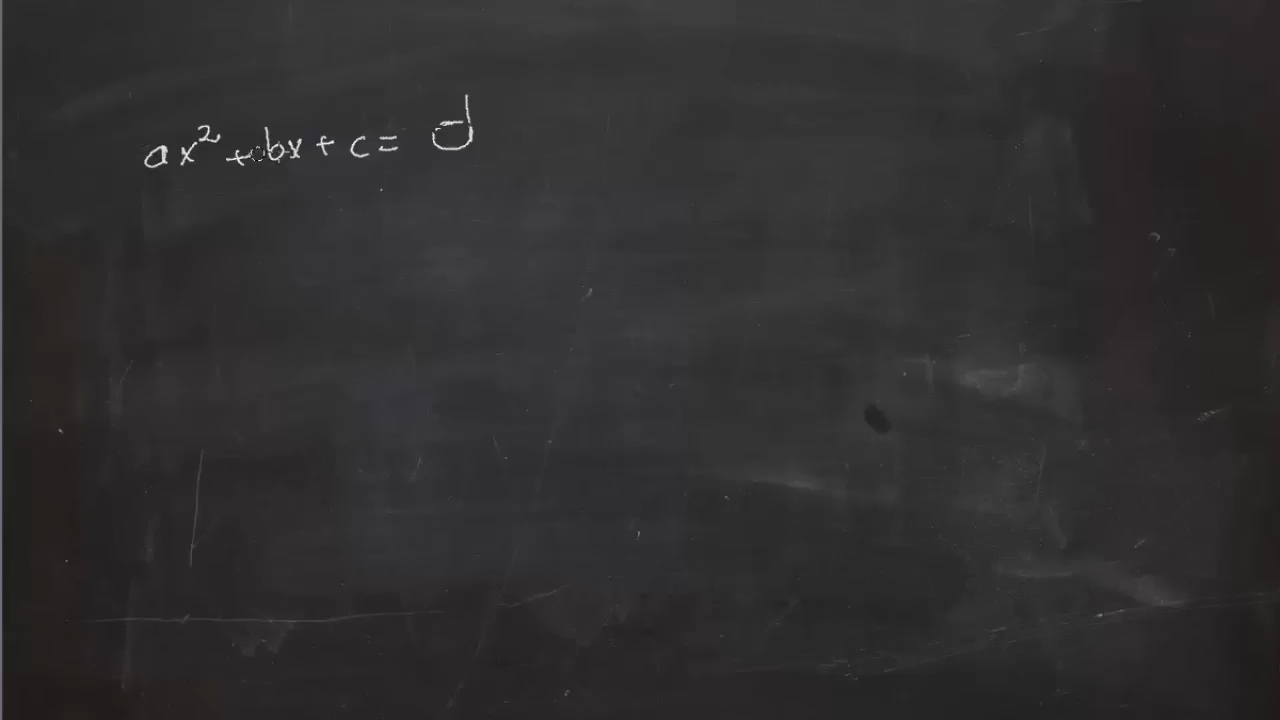 ax² + bx + c = d